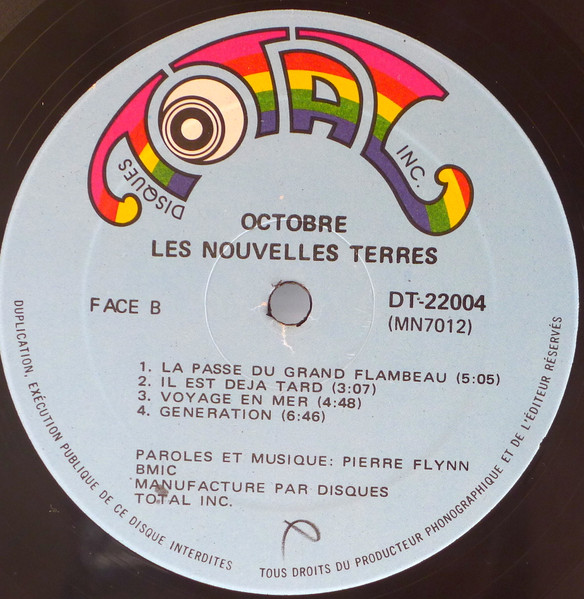 DISQUES TOTAL INC.
OCTOBRE
LES NOUVELLES TERRES
FACE B
DT-22004
(MN7012)
1. LA PASSE DU GRAND FLAMBEAU (5:05)
2. IL EST DEJA TARD (3:07)
3. VOYAGE EN MER (4:48)
4. GENERATION (6:46)
PAROLES ET MUSIQUE: PIERRE FLYNN
BMIC
MANUFACTURE PAR DISQUES
TOTAL INC.
DUPLICATION, EXÉCUTION PUBLIQUE DE CE DISQUE INTERDITES
TOUS DROITS DU PRODUCTEUR PHONOGRAPHIQUE ET DE L'ÉDITEUR RÉSERVÉS